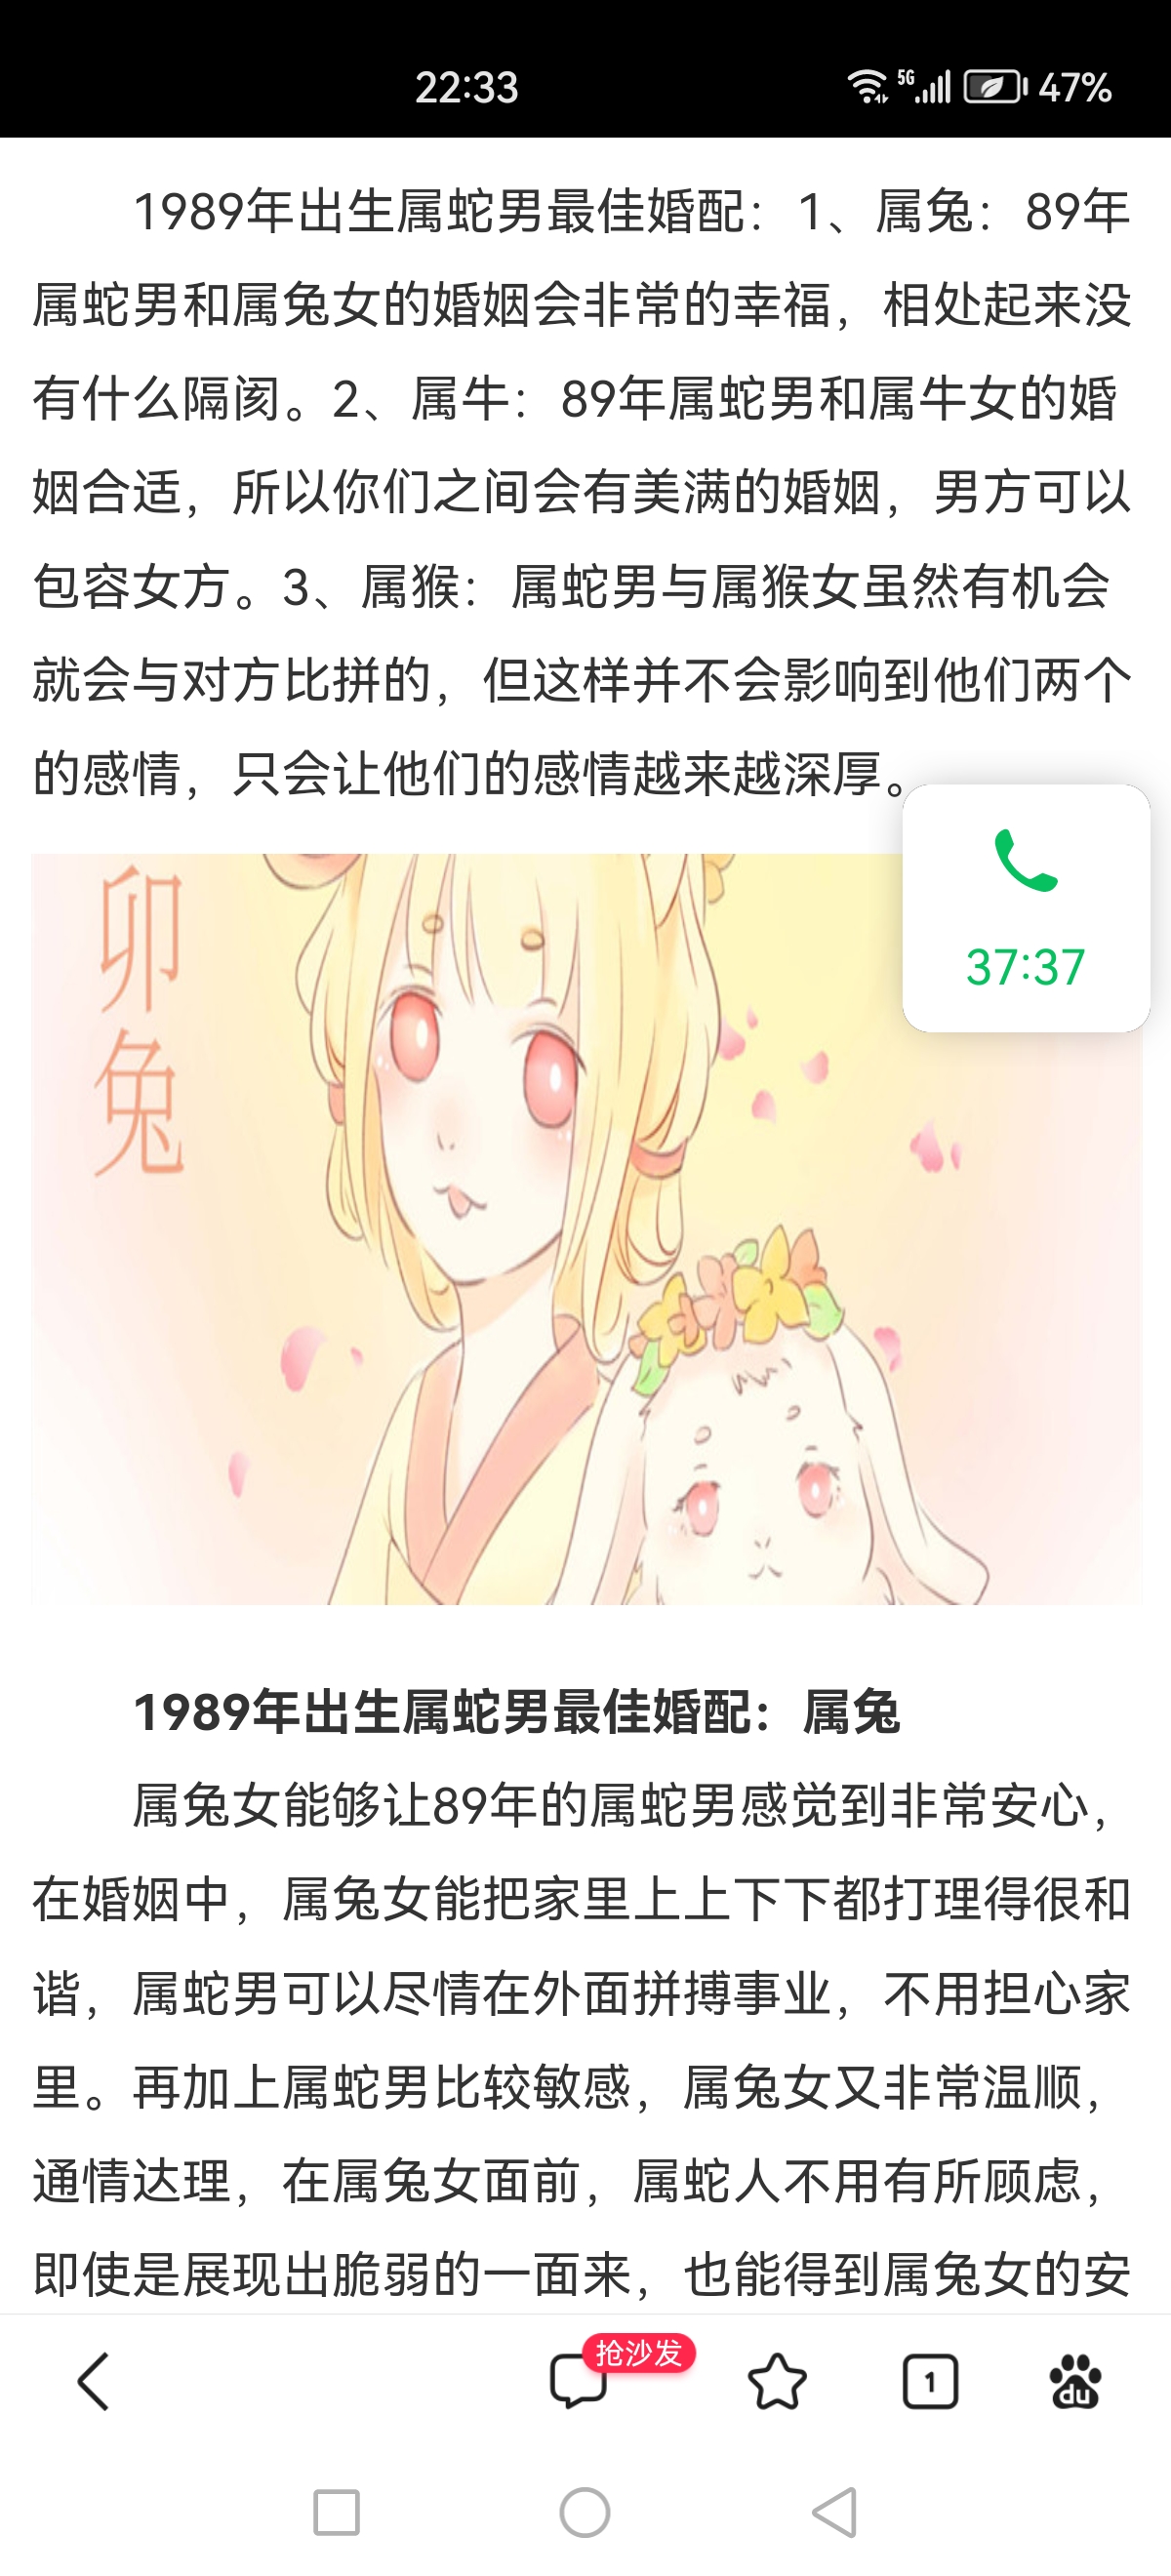 22:33
5G
47%
1989年出生属蛇男最佳婚配：1、属兔：89年
属蛇男和属兔女的婚姻会非常的幸福，相处起来没
有什么隔阂。2、属牛：89年属蛇男和属牛女的婚
姻合适，所以你们之间会有美满的婚姻，男方可以
包容女方。3、属猴：属蛇男与属猴女虽然有机会
就会与对方比拼的，但这样并不会影响到他们两个
的感情，只会让他们的感情越来越深厚。
37:37
卯兔
1989年出生属蛇男最佳婚配：属兔
属兔女能够让89年的属蛇男感觉到非常安心，
在婚姻中，属兔女能把家里上上下下都打理得很和
谐，属蛇男可以尽情在外面拼搏事业，不用担心家
里。再加上属蛇男比较敏感，属兔女又非常温顺，
通情达理，在属兔女面前，属蛇人不用有所顾虑，
即使是展现出脆弱的一面来，也能得到属兔女的安
抢沙发
1
du